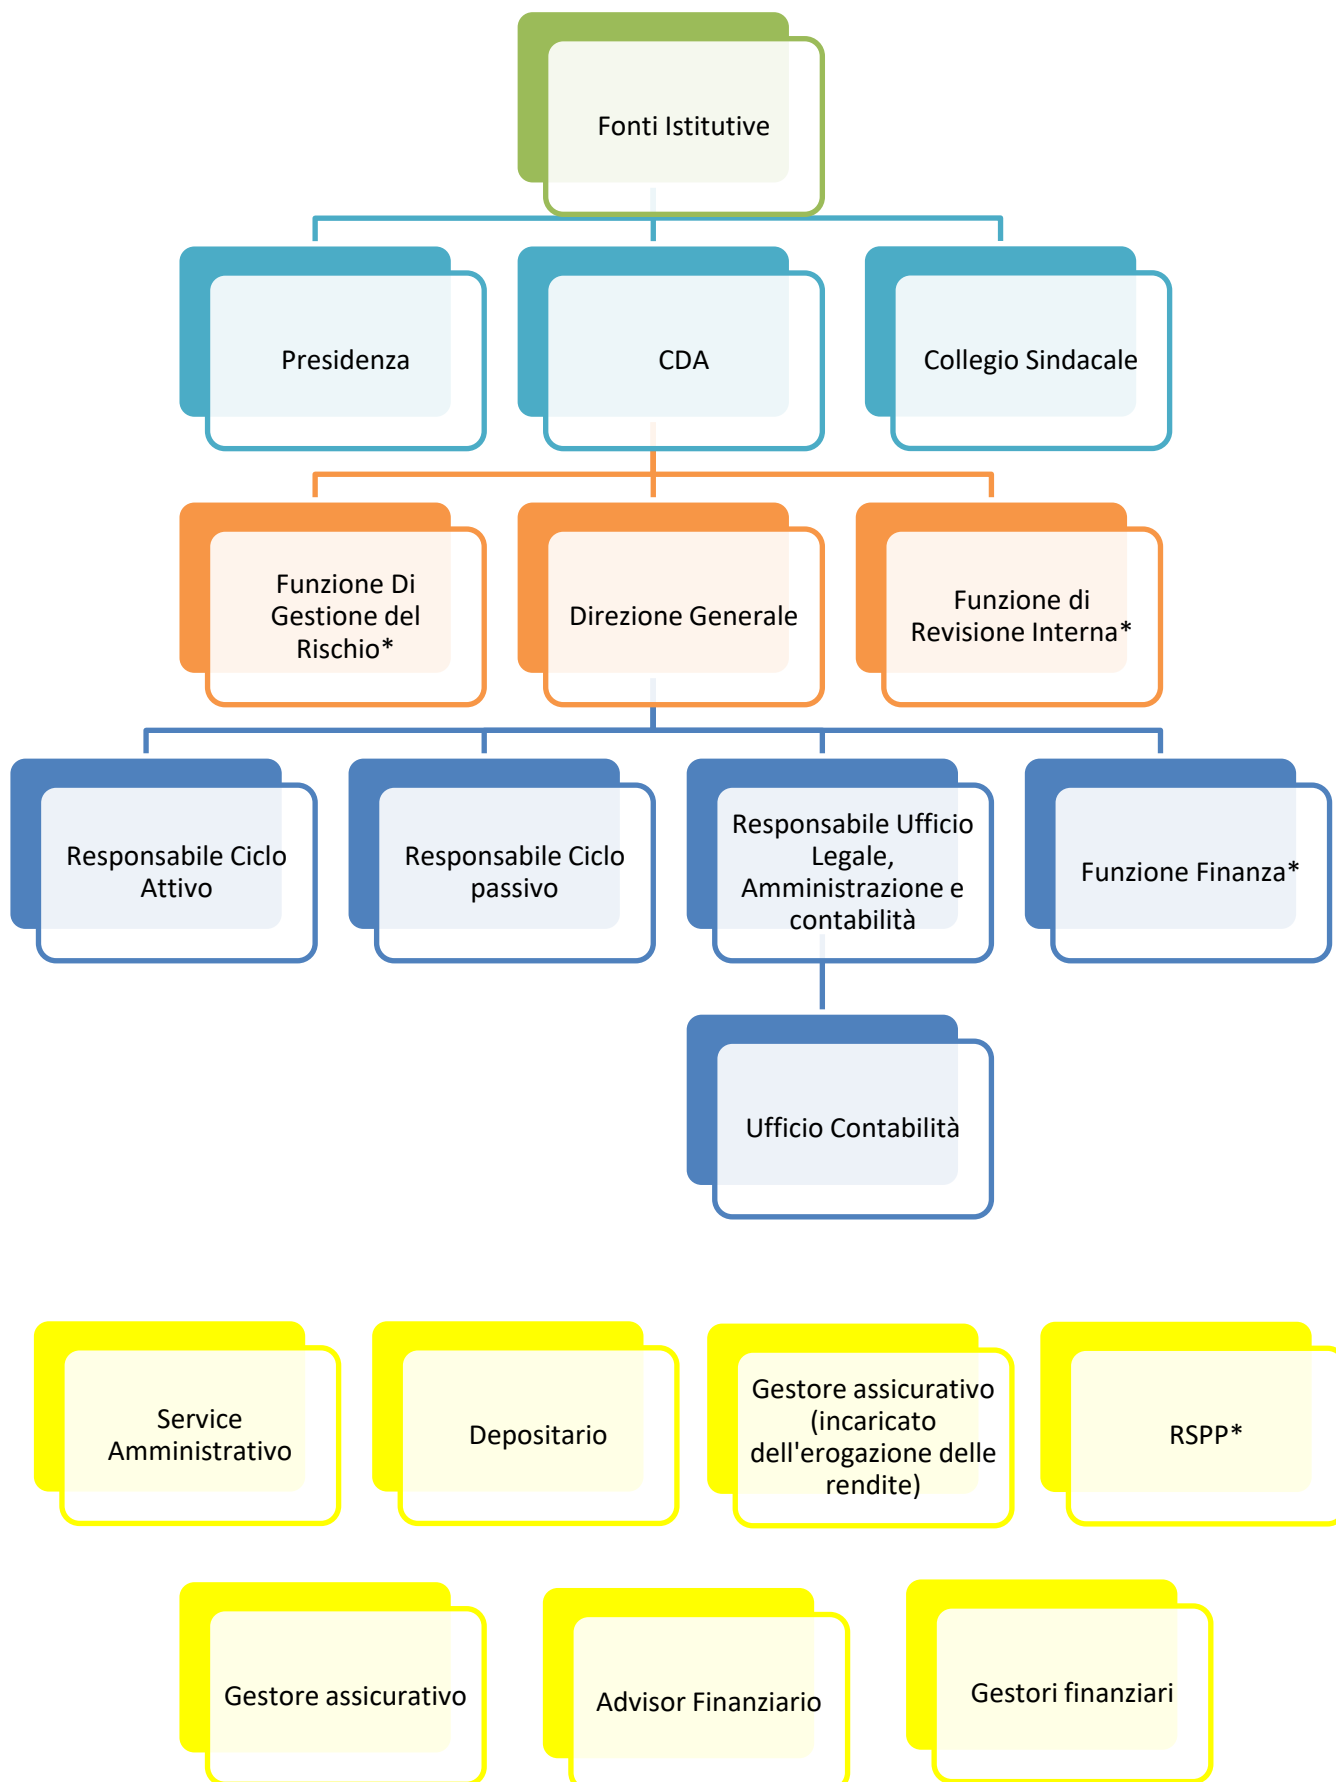 Fonti Istitutive
Presidenza
CDA
Collegio Sindacale
Funzione Di
Gestione del
Rischio*
Direzione Generale
Funzione di
Revisione Interna*
Responsabile Ciclo
Attivo
Responsabile Ciclo
passivo
Responsabile Ufficio
Legale,
Amministrazione e
contabilità
Funzione Finanza*
Ufficio Contabilità
Service
Amministrativo
Depositario
Gestore assicurativo
(incaricato
dell'erogazione delle
rendite)
RSPP*
Gestore assicurativo
Advisor Finanziario
Gestori finanziari